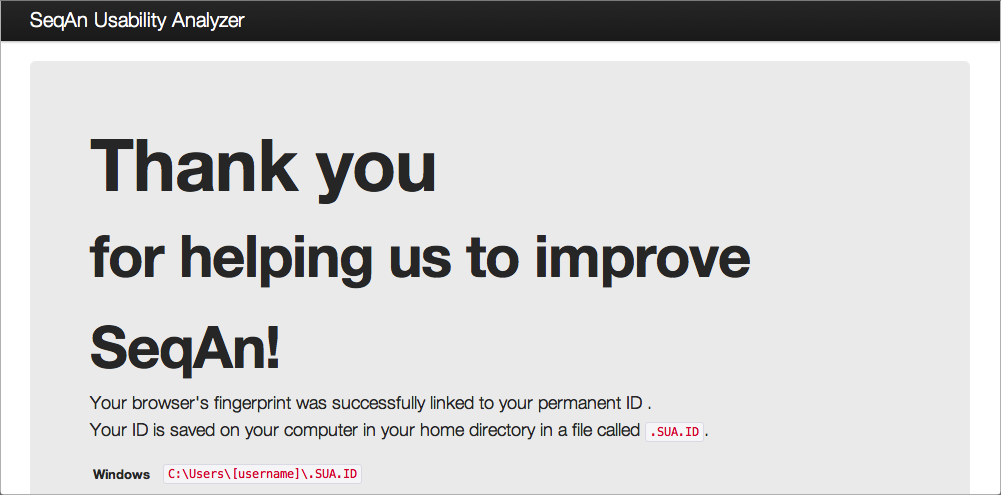 SeqAn Usability Analyzer
Thank you
for helping us to improve
SeqAn!
Your browser's fingerprint was successfully linked to your permanent ID .
Your ID is saved on your computer in your home directory in a file called .SUA.ID.
Windows C:\Users\[username]\.SUA.ID